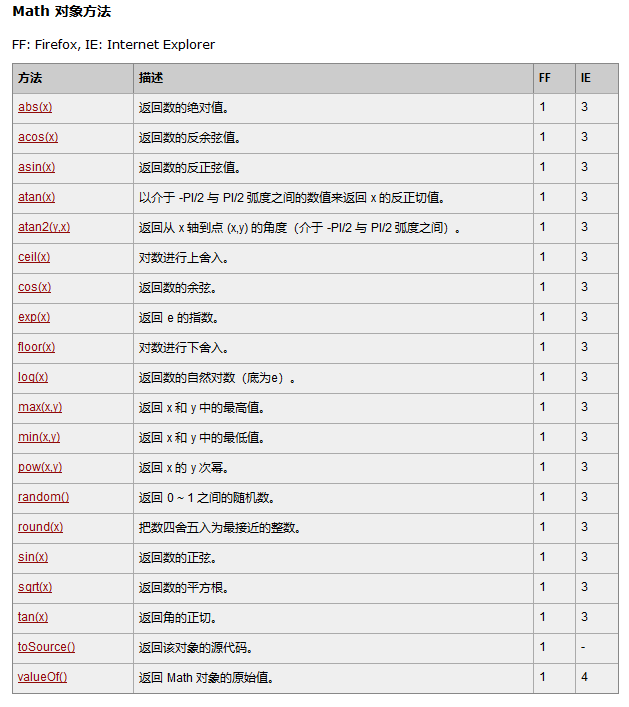 Math 对象方法
FF: Firefox, IE: Internet Explorer
方法 描述 FF IE
abs(x) 返回数的绝对值。 1 3
acos(x) 返回数的反余弦值。 1 3
asin(x) 返回数的反正弦值。 1 3
atan(x) 以介于 -PI/2 与 PI/2 弧度之间的数值来返回 x 的反正切值。 1 3
atan2(y,x) 返回从 x 轴到点 (x,y) 的角度（介于 -PI/2 与 PI/2 弧度之间）。 1 3
ceil(x) 对数进行上舍入。 1 3
cos(x) 返回数的余弦。 1 3
exp(x) 返回 e 的指数。 1 3
floor(x) 对数进行下舍入。 1 3
log(x) 返回数的自然对数（底为e）。 1 3
max(x,y) 返回 x 和 y 中的最高值。 1 3
min(x,y) 返回 x 和 y 中的最低值。 1 3
pow(x,y) 返回 x 的 y 次幂。 1 3
random() 返回 0 ~ 1 之间的随机数。 1 3
round(x) 把数四舍五入为最接近的整数。 1 3
sin(x) 返回数的正弦。 1 3
sqrt(x) 返回数的平方根。 1 3
tan(x) 返回角的正切。 1 3
toSource() 返回该对象的源代码。 1 -
valueOf() 返回 Math 对象的原始值。 1 4